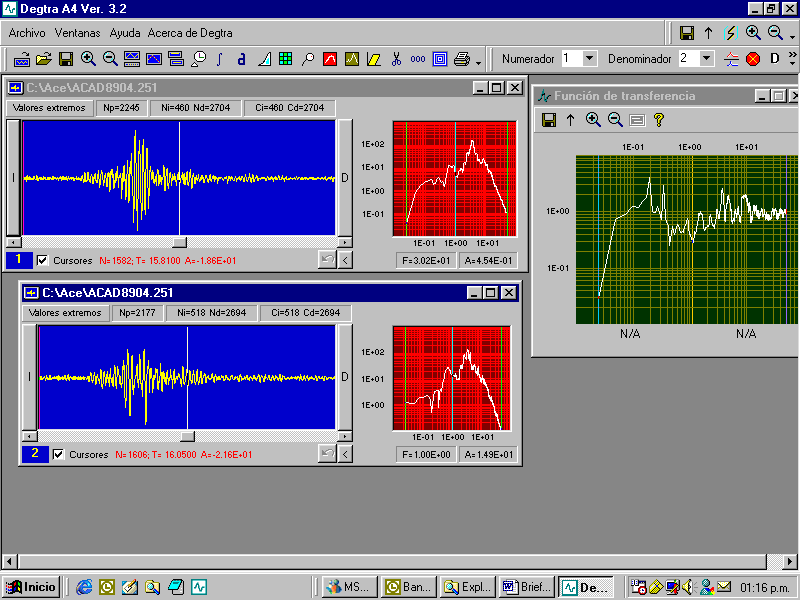 Degtra A4 Ver. 3.2
Archivo Ventanas Ayuda Acerca de Degtra
Numerador 1 Denominador 2 D
C:\Ace\ACAD8904.251
Valores extremos Np=2245 Ni=460 Nd=2704 Ci=460 Cd=2704
I D
1E+02
1E+01
1E+00
1E-01
1E-01 1E+00 1E+01
1 Cursores N=1582; T= 15.8100 A=-1.86E+01 < F=3.02E+01 A=4.54E-01
C:\Ace\ACAD8904.251
Valores extremos Np=2177 Ni=518 Nd=2694 Ci=518 Cd=2694
I D
1E+02
1E+01
1E+00
1E-01 1E+00 1E+01
2 Cursores N=1606; T= 16.0500 A=-2.16E+01 < F=1.00E+00 A=1.49E+01
Función de transferencia
1E-01 1E+00 1E+01
1E+00
1E-01
N/A N/A
Inicio MS... Ban... Expl... Brief... De... 01:16 p.m.